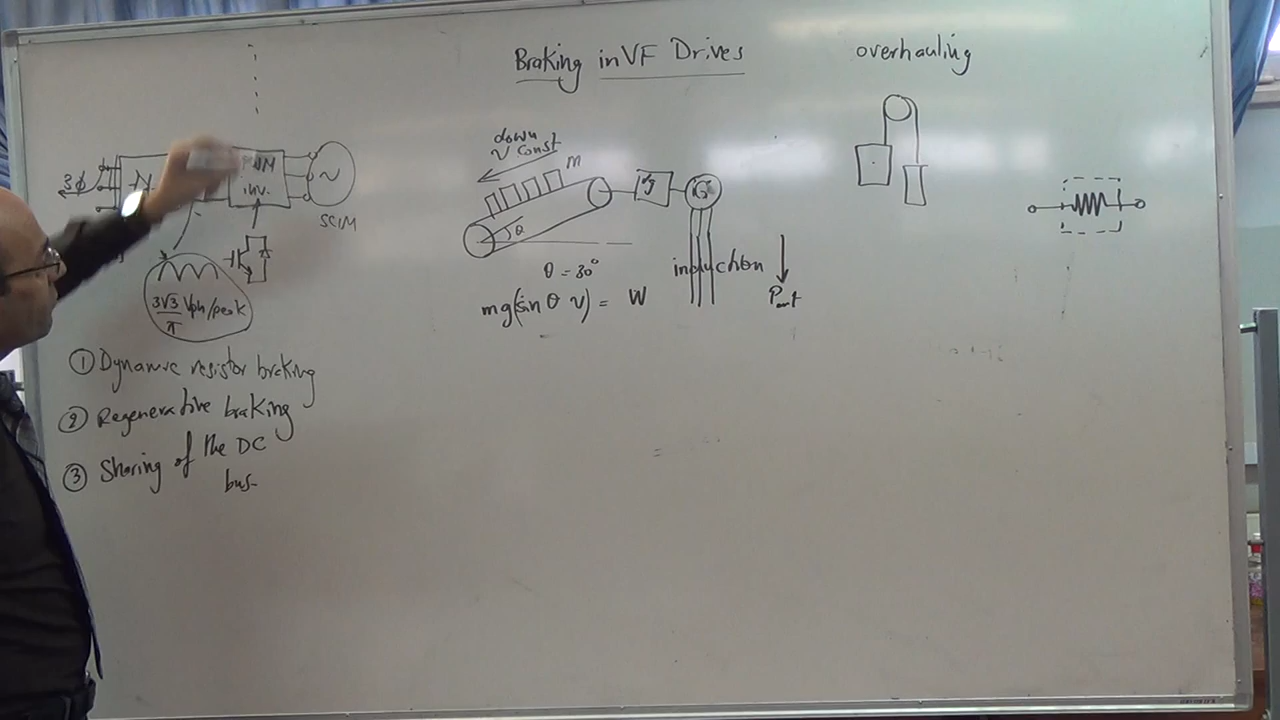 Braking in VF Drives
overhauling
3φ
PWM
inv.
SCIM
3√3/π Vph/peak
① Dynamic resistor braking
② Regenerative braking
③ Sharing of the DC
bus
down
v const
m
θ
θ = 30°
mg(sin θ v) = W
G
induction
Pout